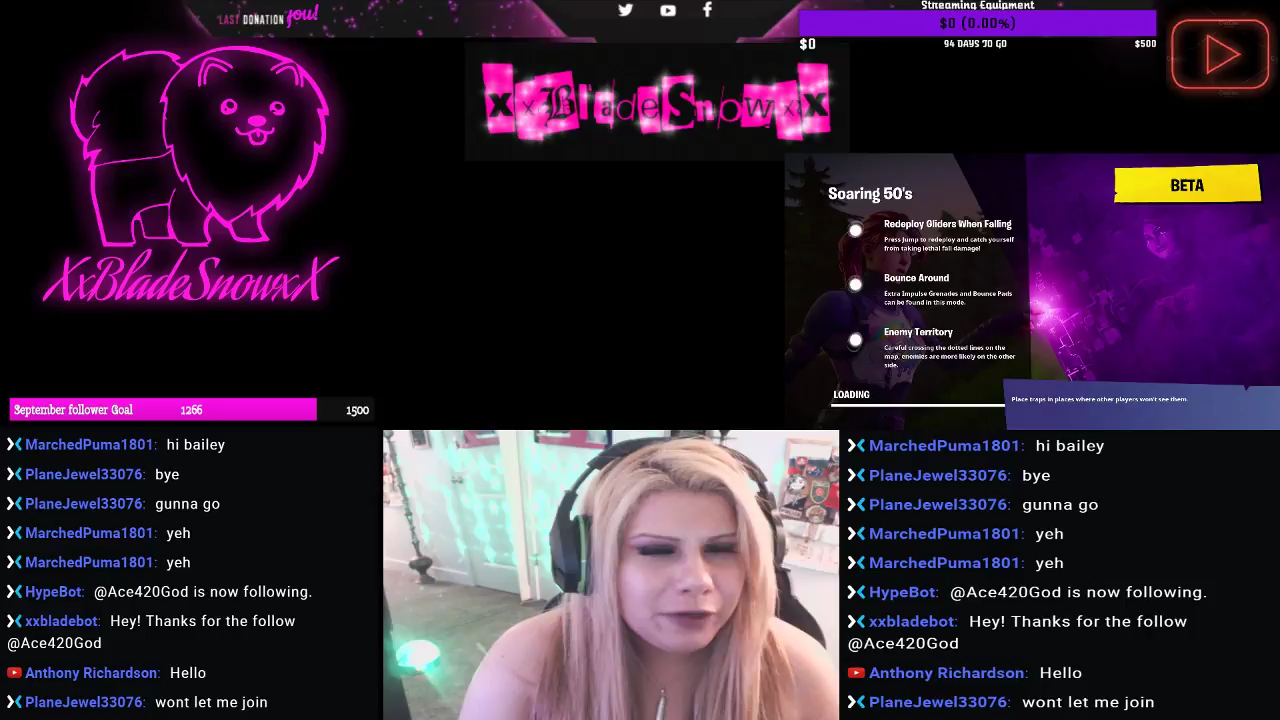 LAST DONATION you!
Streaming Equipment
$0 (0.00%)
$0 94 DAYS TO GO $500
XxBladeSnowxX
XxBladeSnowxX
Soaring 50's
Redeploy Gliders When Falling
Press Jump to redeploy and catch yourself
from taking lethal fall damage!
Bounce Around
Extra Impulse Grenades and Bounce Pads
can be found in this mode.
Enemy Territory
Careful crossing the dotted lines on the
map, enemies are more likely on the other
side.
LOADING
BETA
Place traps in places where other players won't see them.
September follower Goal 1266 1500
MarchedPuma1801: hi bailey
PlaneJewel33076: bye
PlaneJewel33076: gunna go
MarchedPuma1801: yeh
MarchedPuma1801: yeh
HypeBot: @Ace420God is now following.
xxbladebot: Hey! Thanks for the follow
@Ace420God
Anthony Richardson: Hello
PlaneJewel33076: wont let me join
MarchedPuma1801: hi bailey
PlaneJewel33076: bye
PlaneJewel33076: gunna go
MarchedPuma1801: yeh
MarchedPuma1801: yeh
HypeBot: @Ace420God is now following.
xxbladebot: Hey! Thanks for the follow
@Ace420God
Anthony Richardson: Hello
PlaneJewel33076: wont let me join